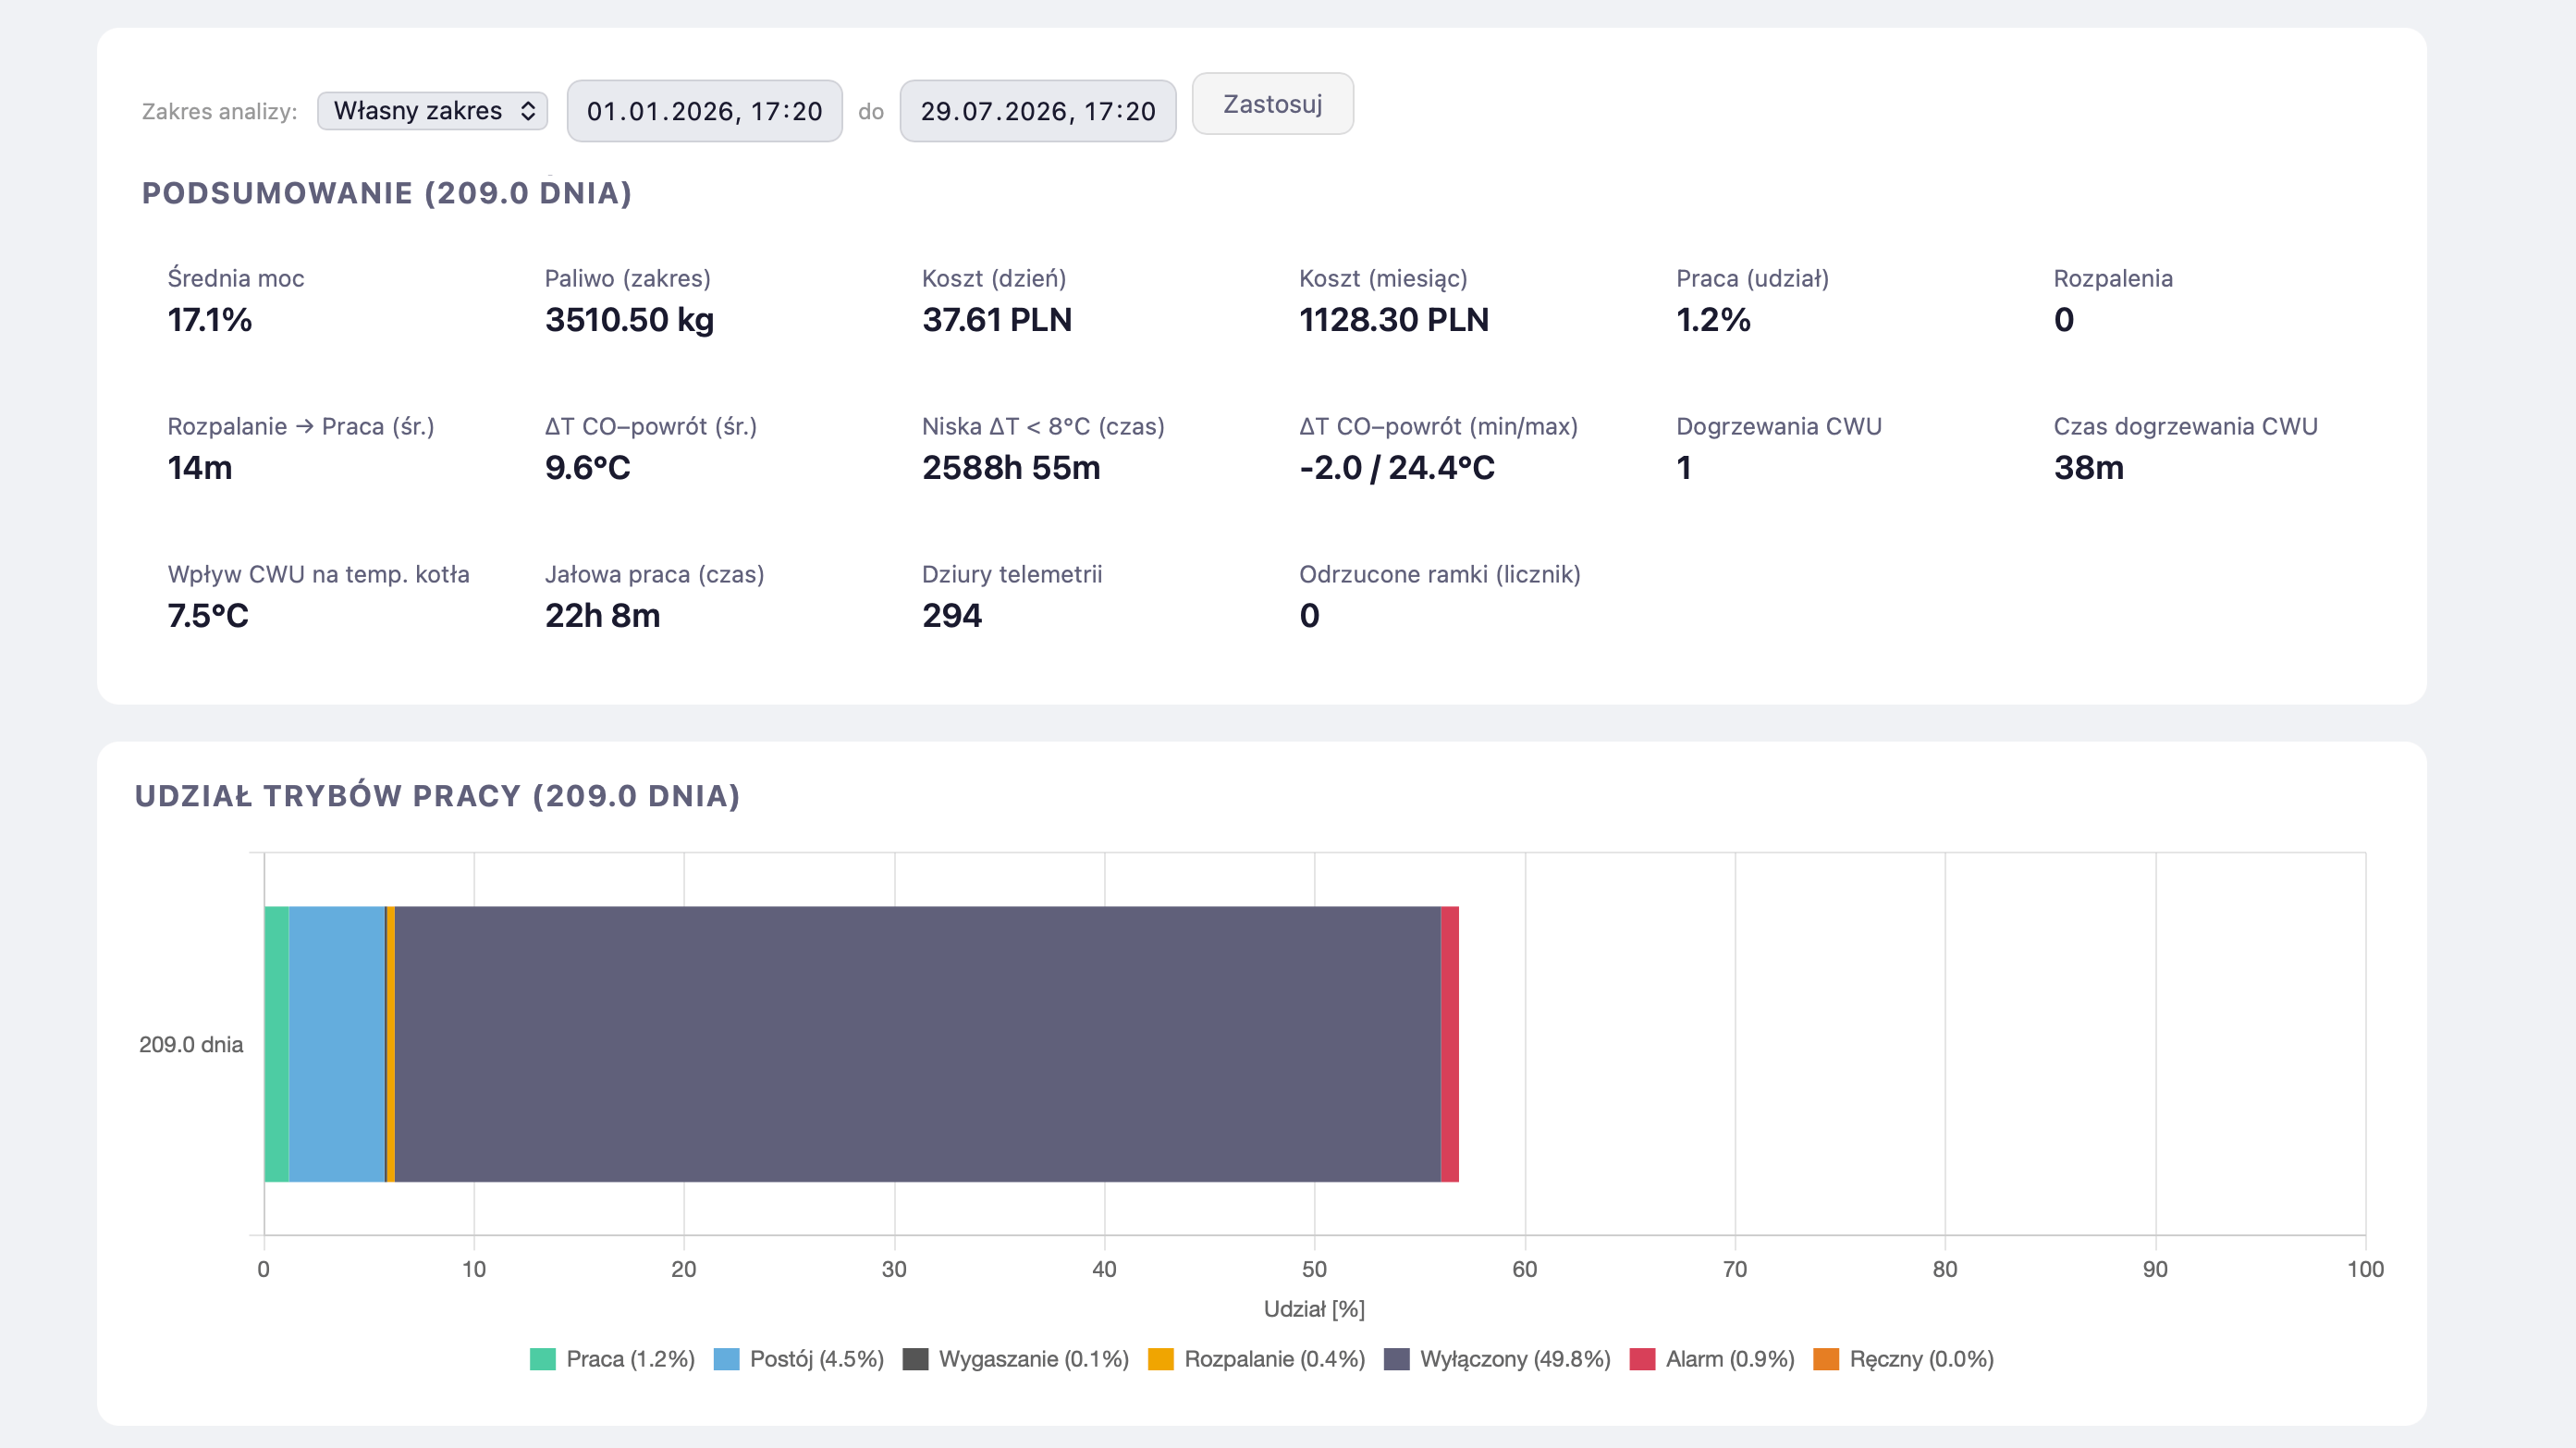 Zakres analizy: Własny zakres 01.01.2026, 17:20 do 29.07.2026, 17:20 Zastosuj
PODSUMOWANIE (209.0 DNIA)
Średnia moc Paliwo (zakres) Koszt (dzień) Koszt (miesiąc) Praca (udział) Rozpalenia
17.1% 3510.50 kg 37.61 PLN 1128.30 PLN 1.2% 0
Rozpalanie → Praca (śr.) ΔT CO–powrót (śr.) Niska ΔT < 8°C (czas) ΔT CO–powrót (min/max) Dogrzewania CWU Czas dogrzewania CWU
14m 9.6°C 2588h 55m -2.0 / 24.4°C 1 38m
Wpływ CWU na temp. kotła Jałowa praca (czas) Dziury telemetrii Odrzucone ramki (licznik)
7.5°C 22h 8m 294 0
UDZIAŁ TRYBÓW PRACY (209.0 DNIA)
209.0 dnia
0 10 20 30 40 50 60 70 80 90 100
Udział [%]
Praca (1.2%) Postój (4.5%) Wygaszanie (0.1%) Rozpalanie (0.4%) Wyłączony (49.8%) Alarm (0.9%) Ręczny (0.0%)